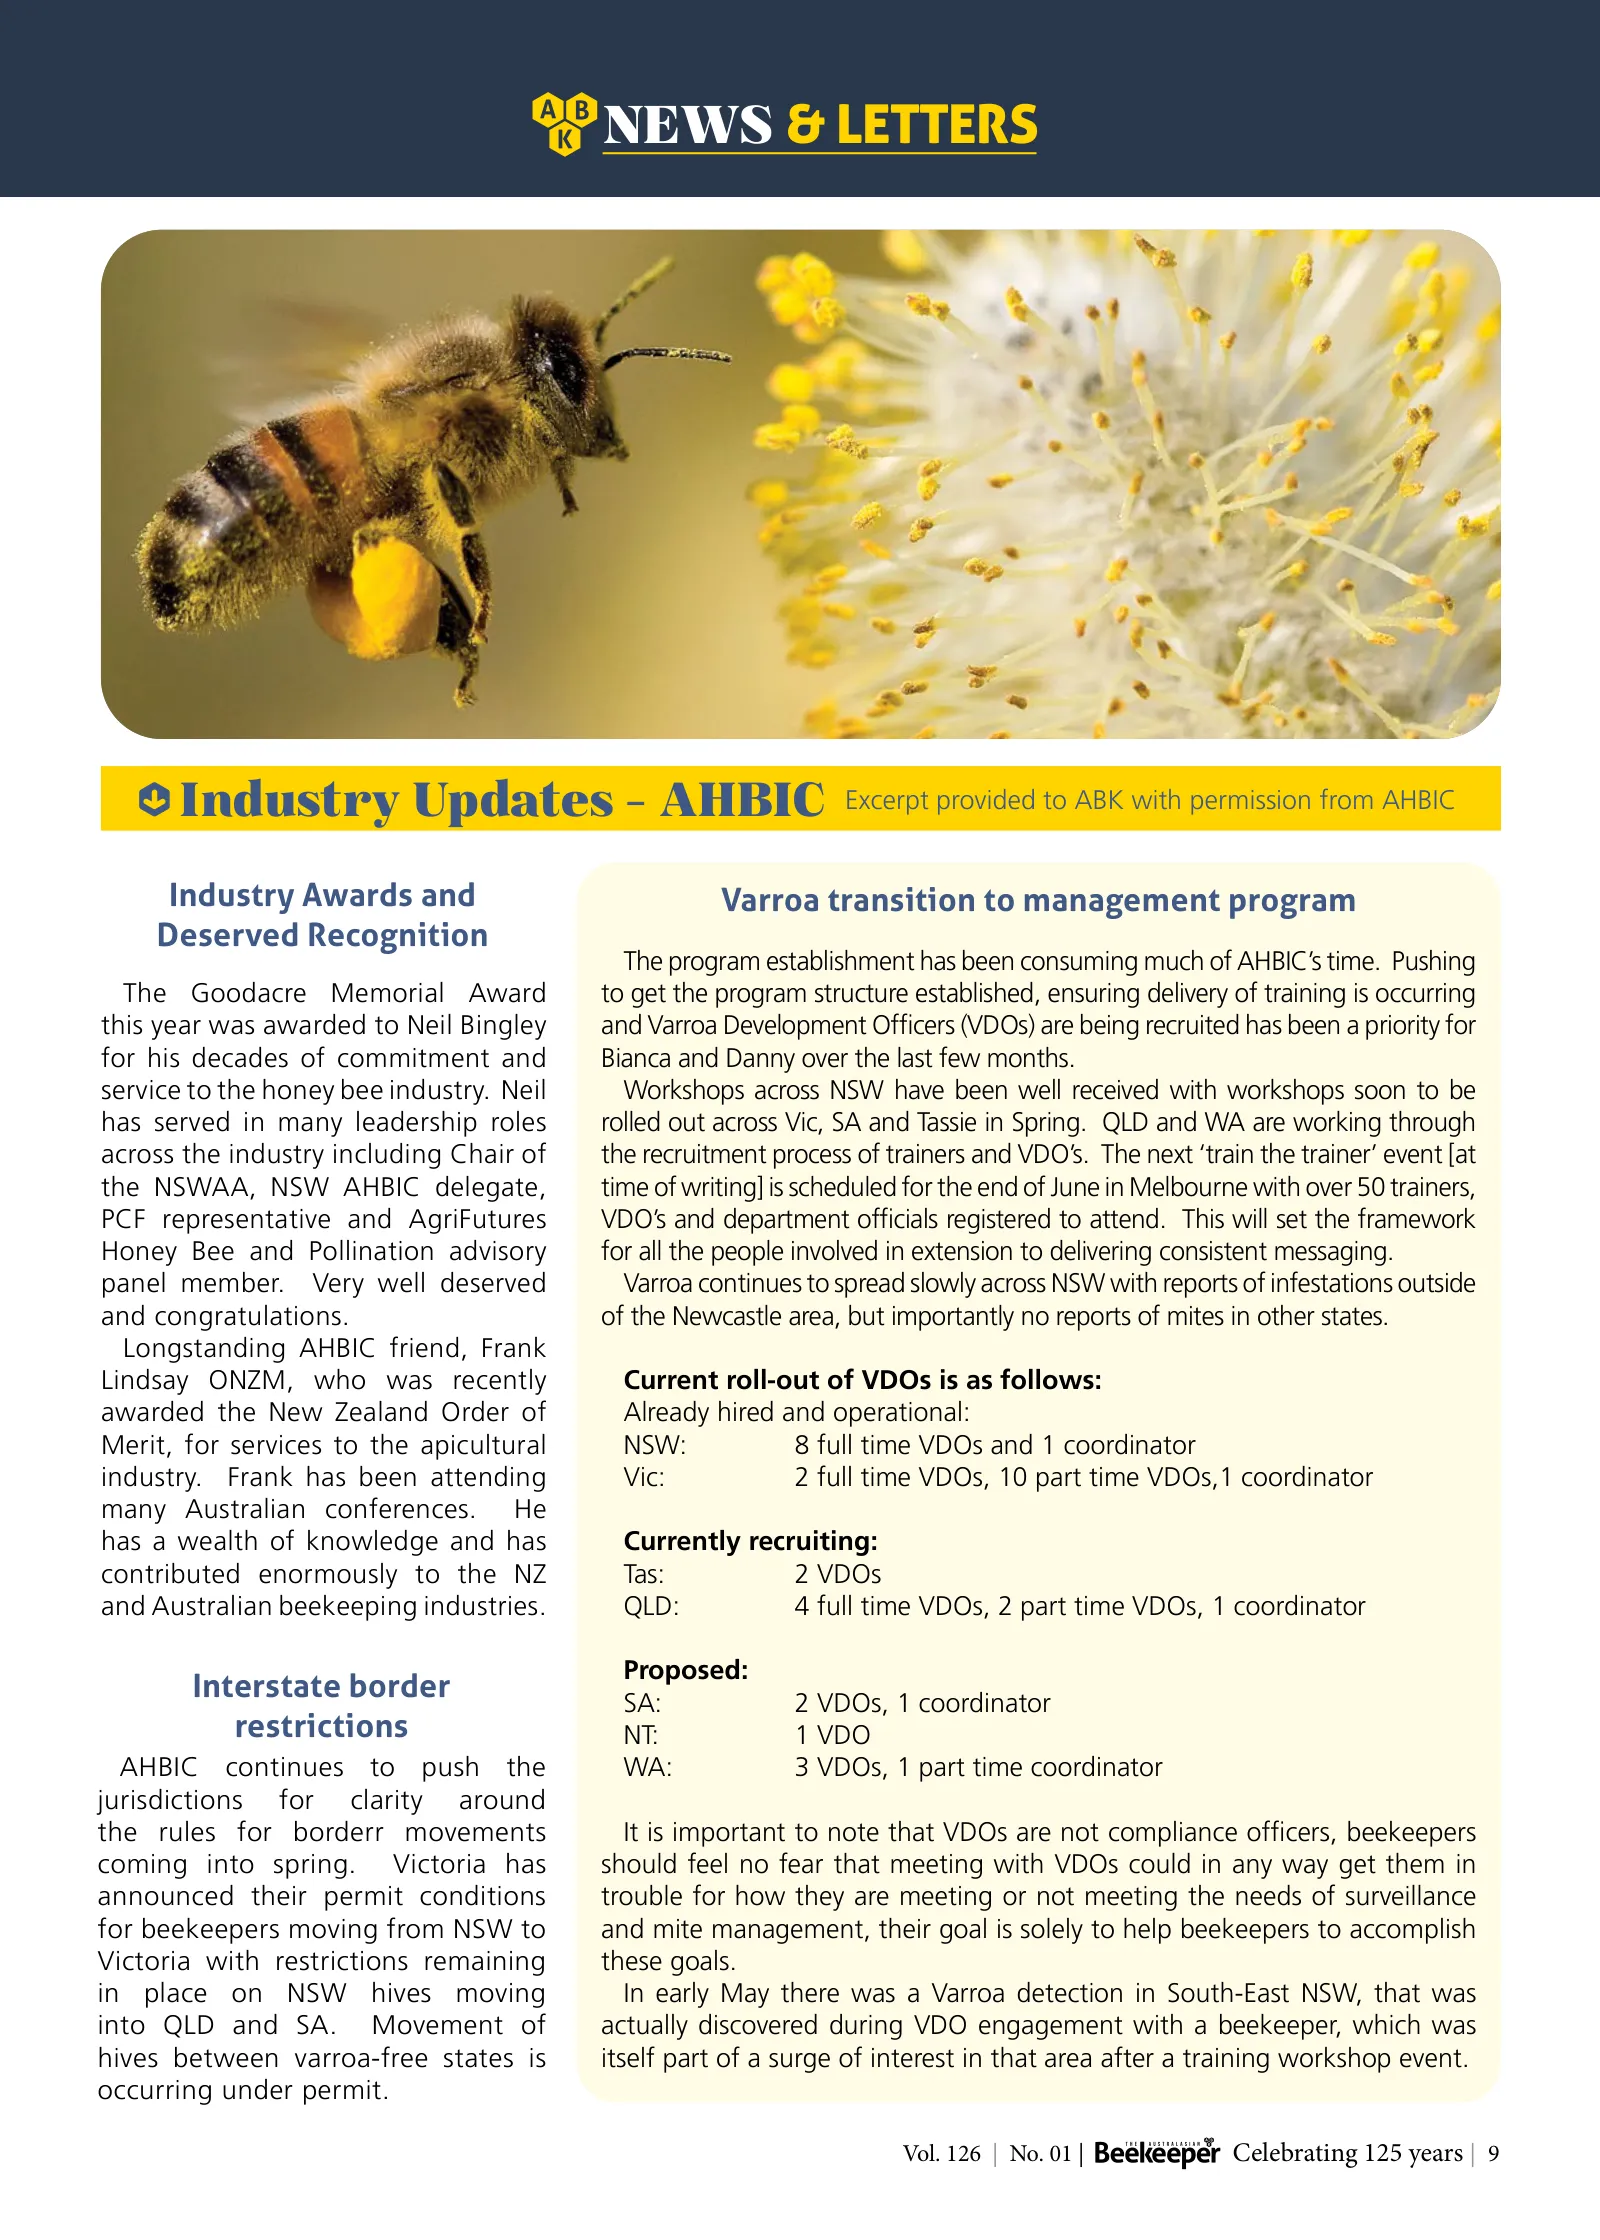 A B K NEWS & LETTERS
Industry Updates - AHBIC Excerpt provided to ABK with permission from AHBIC
Industry Awards and
Deserved Recognition
The Goodacre Memorial Award
this year was awarded to Neil Bingley
for his decades of commitment and
service to the honey bee industry. Neil
has served in many leadership roles
across the industry including Chair of
the NSWAA, NSW AHBIC delegate,
PCF representative and AgriFutures
Honey Bee and Pollination advisory
panel member. Very well deserved
and congratulations.
Longstanding AHBIC friend, Frank
Lindsay ONZM, who was recently
awarded the New Zealand Order of
Merit, for services to the apicultural
industry. Frank has been attending
many Australian conferences. He
has a wealth of knowledge and has
contributed enormously to the NZ
and Australian beekeeping industries.
Interstate border
restrictions
AHBIC continues to push the
jurisdictions for clarity around
the rules for borderr movements
coming into spring. Victoria has
announced their permit conditions
for beekeepers moving from NSW to
Victoria with restrictions remaining
in place on NSW hives moving
into QLD and SA. Movement of
hives between varroa-free states is
occurring under permit.
Varroa transition to management program
The program establishment has been consuming much of AHBIC's time. Pushing
to get the program structure established, ensuring delivery of training is occurring
and Varroa Development Officers (VDOs) are being recruited has been a priority for
Bianca and Danny over the last few months.
Workshops across NSW have been well received with workshops soon to be
rolled out across Vic, SA and Tassie in Spring. QLD and WA are working through
the recruitment process of trainers and VDO's. The next 'train the trainer' event [at
time of writing] is scheduled for the end of June in Melbourne with over 50 trainers,
VDO's and department officials registered to attend. This will set the framework
for all the people involved in extension to delivering consistent messaging.
Varroa continues to spread slowly across NSW with reports of infestations outside
of the Newcastle area, but importantly no reports of mites in other states.
Current roll-out of VDOs is as follows:
Already hired and operational:
NSW: 8 full time VDOs and 1 coordinator
Vic: 2 full time VDOs, 10 part time VDOs,1 coordinator
Currently recruiting:
Tas: 2 VDOs
QLD: 4 full time VDOs, 2 part time VDOs, 1 coordinator
Proposed:
SA: 2 VDOs, 1 coordinator
NT: 1 VDO
WA: 3 VDOs, 1 part time coordinator
It is important to note that VDOs are not compliance officers, beekeepers
should feel no fear that meeting with VDOs could in any way get them in
trouble for how they are meeting or not meeting the needs of surveillance
and mite management, their goal is solely to help beekeepers to accomplish
these goals.
In early May there was a Varroa detection in South-East NSW, that was
actually discovered during VDO engagement with a beekeeper, which was
itself part of a surge of interest in that area after a training workshop event.
Vol. 126 | No. 01 | THE AUSTRALASIAN Beekeeper Celebrating 125 years | 9